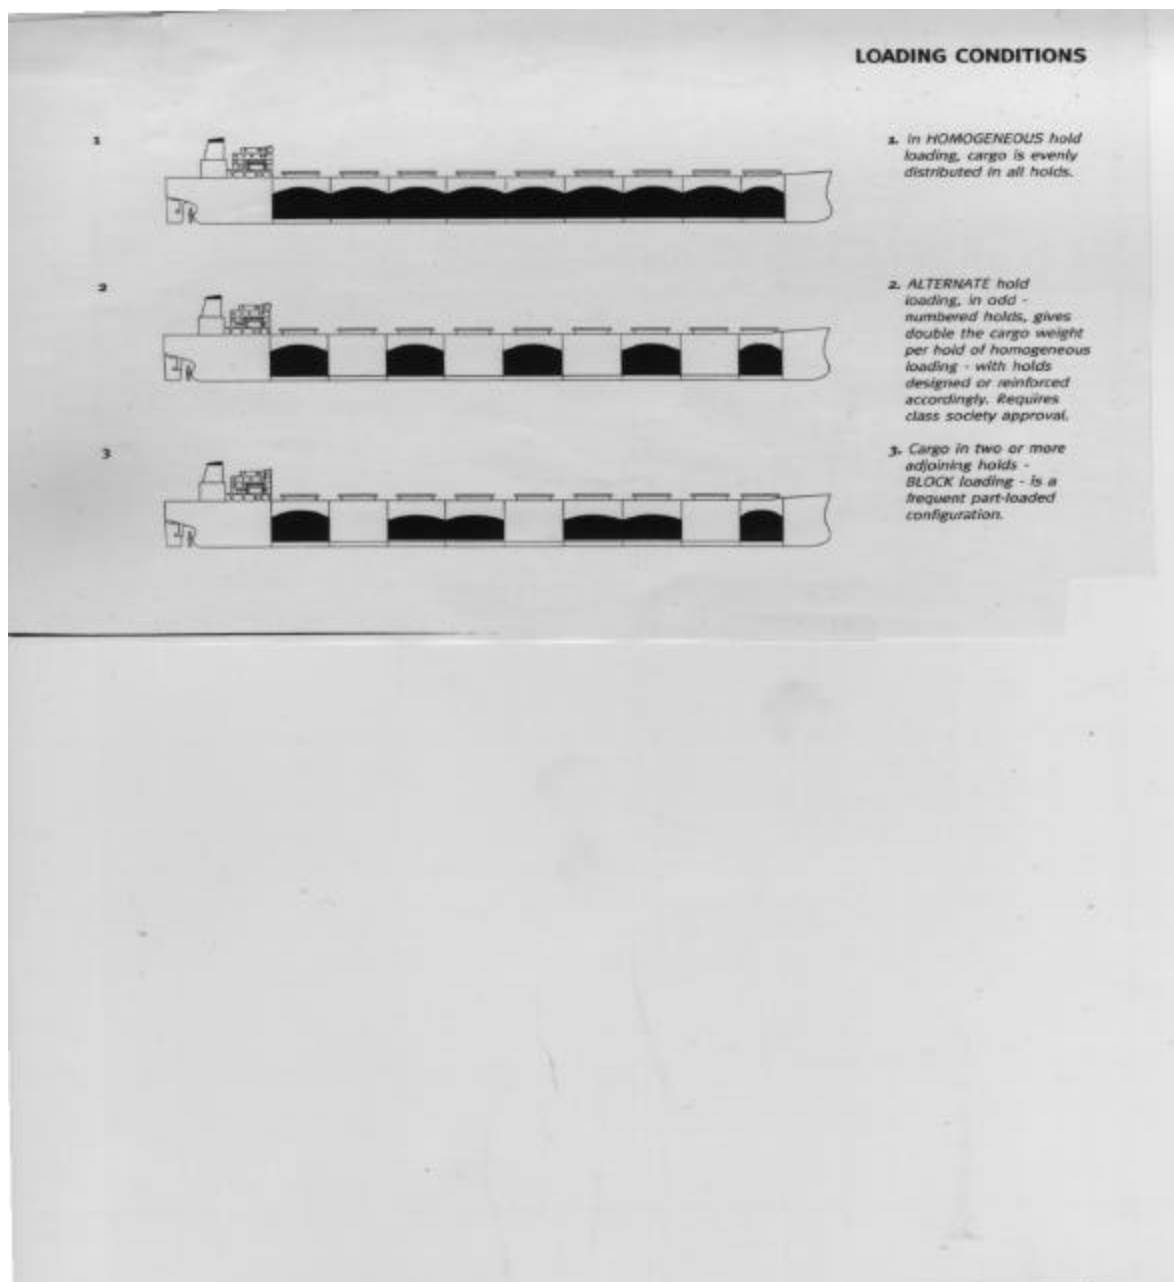 LOADING CONDITIONS
1
1. In HOMOGENEOUS hold
loading, cargo is evenly
distributed in all holds.
2
2. ALTERNATE hold
loading, in odd -
numbered holds, gives
double the cargo weight
per hold of homogeneous
loading - with holds
designed or reinforced
accordingly. Requires
class society approval.
3
3. Cargo in two or more
adjoining holds -
BLOCK loading - is a
frequent part-loaded
configuration.